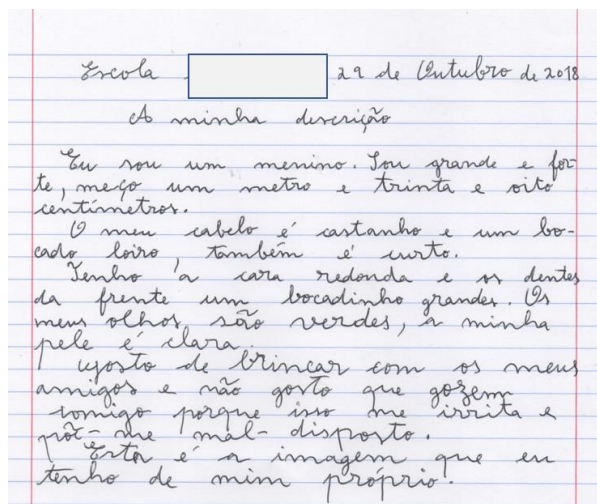 Escola 29 de Outubro de 2018
A minha descrição
Eu sou um menino. Sou grande e for-
te, meço um metro e trinta e oito
centímetros.
O meu cabelo é castanho e um bo-
cado loiro, também é curto.
Tenho a cara redonda e os dentes
da frente um bocadinho grandes. Os
meus olhos são verdes, a minha
pele é clara.
Gosto de brincar com os meus
amigos e não gosto que gozem
comigo porque isso me irrita e
pôt-me mal-disposto.
Esta é a imagem que eu
tenho de mim próprio!